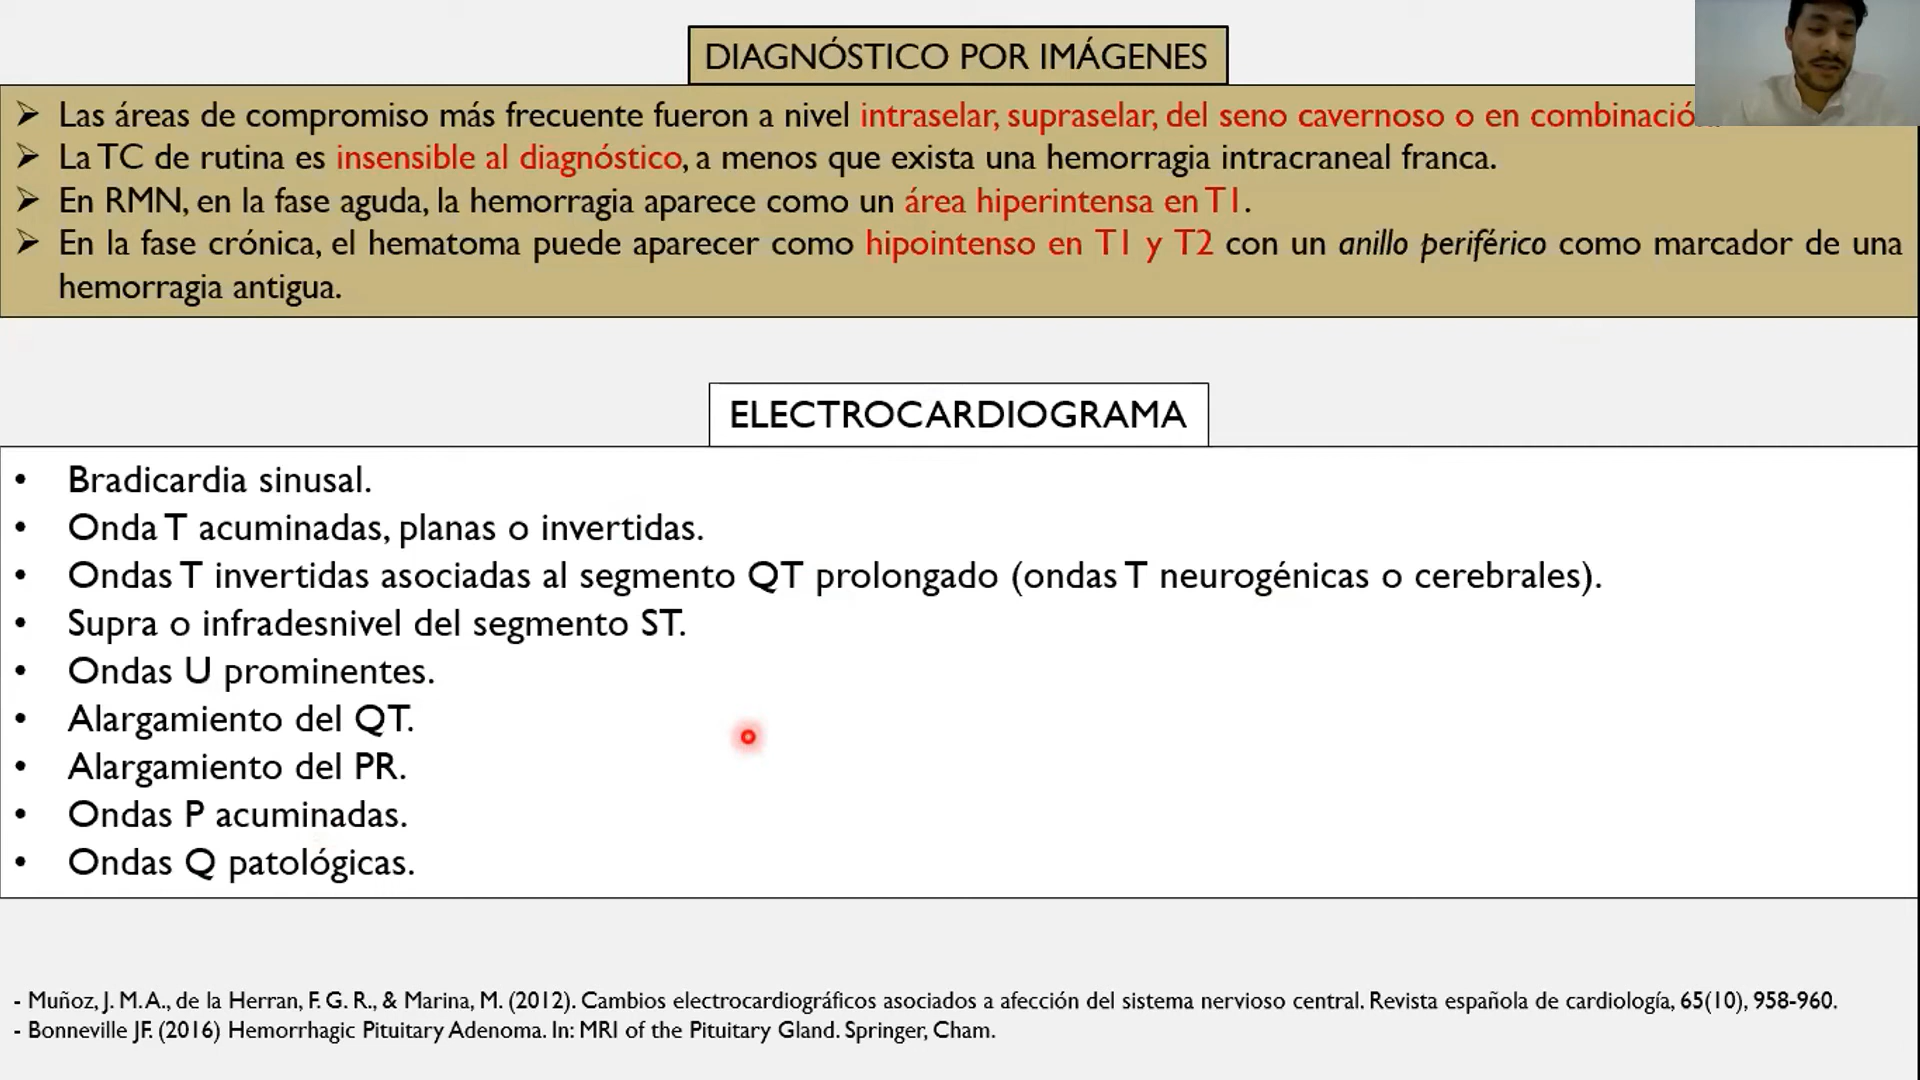 DIAGNÓSTICO POR IMÁGENES
➢ Las áreas de compromiso más frecuente fueron a nivel intraselar, supraselar, del seno cavernoso o en combinación.
➢ La TC de rutina es insensible al diagnóstico, a menos que exista una hemorragia intracraneal franca.
➢ En RMN, en la fase aguda, la hemorragia aparece como un área hiperintensa en T1.
➢ En la fase crónica, el hematoma puede aparecer como hipointenso en T1 y T2 con un anillo periférico como marcador de una
hemorragia antigua.
ELECTROCARDIOGRAMA
• Bradicardia sinusal.
• Onda T acuminadas, planas o invertidas.
• Ondas T invertidas asociadas al segmento QT prolongado (ondas T neurogénicas o cerebrales).
• Supra o infradesnivel del segmento ST.
• Ondas U prominentes.
• Alargamiento del QT.
• Alargamiento del PR.
• Ondas P acuminadas.
• Ondas Q patológicas.
- Muñoz, J. M. A., de la Herran, F. G. R., & Marina, M. (2012). Cambios electrocardiográficos asociados a afección del sistema nervioso central. Revista española de cardiología, 65(10), 958-960.
- Bonneville JF. (2016) Hemorrhagic Pituitary Adenoma. In: MRI of the Pituitary Gland. Springer, Cham.